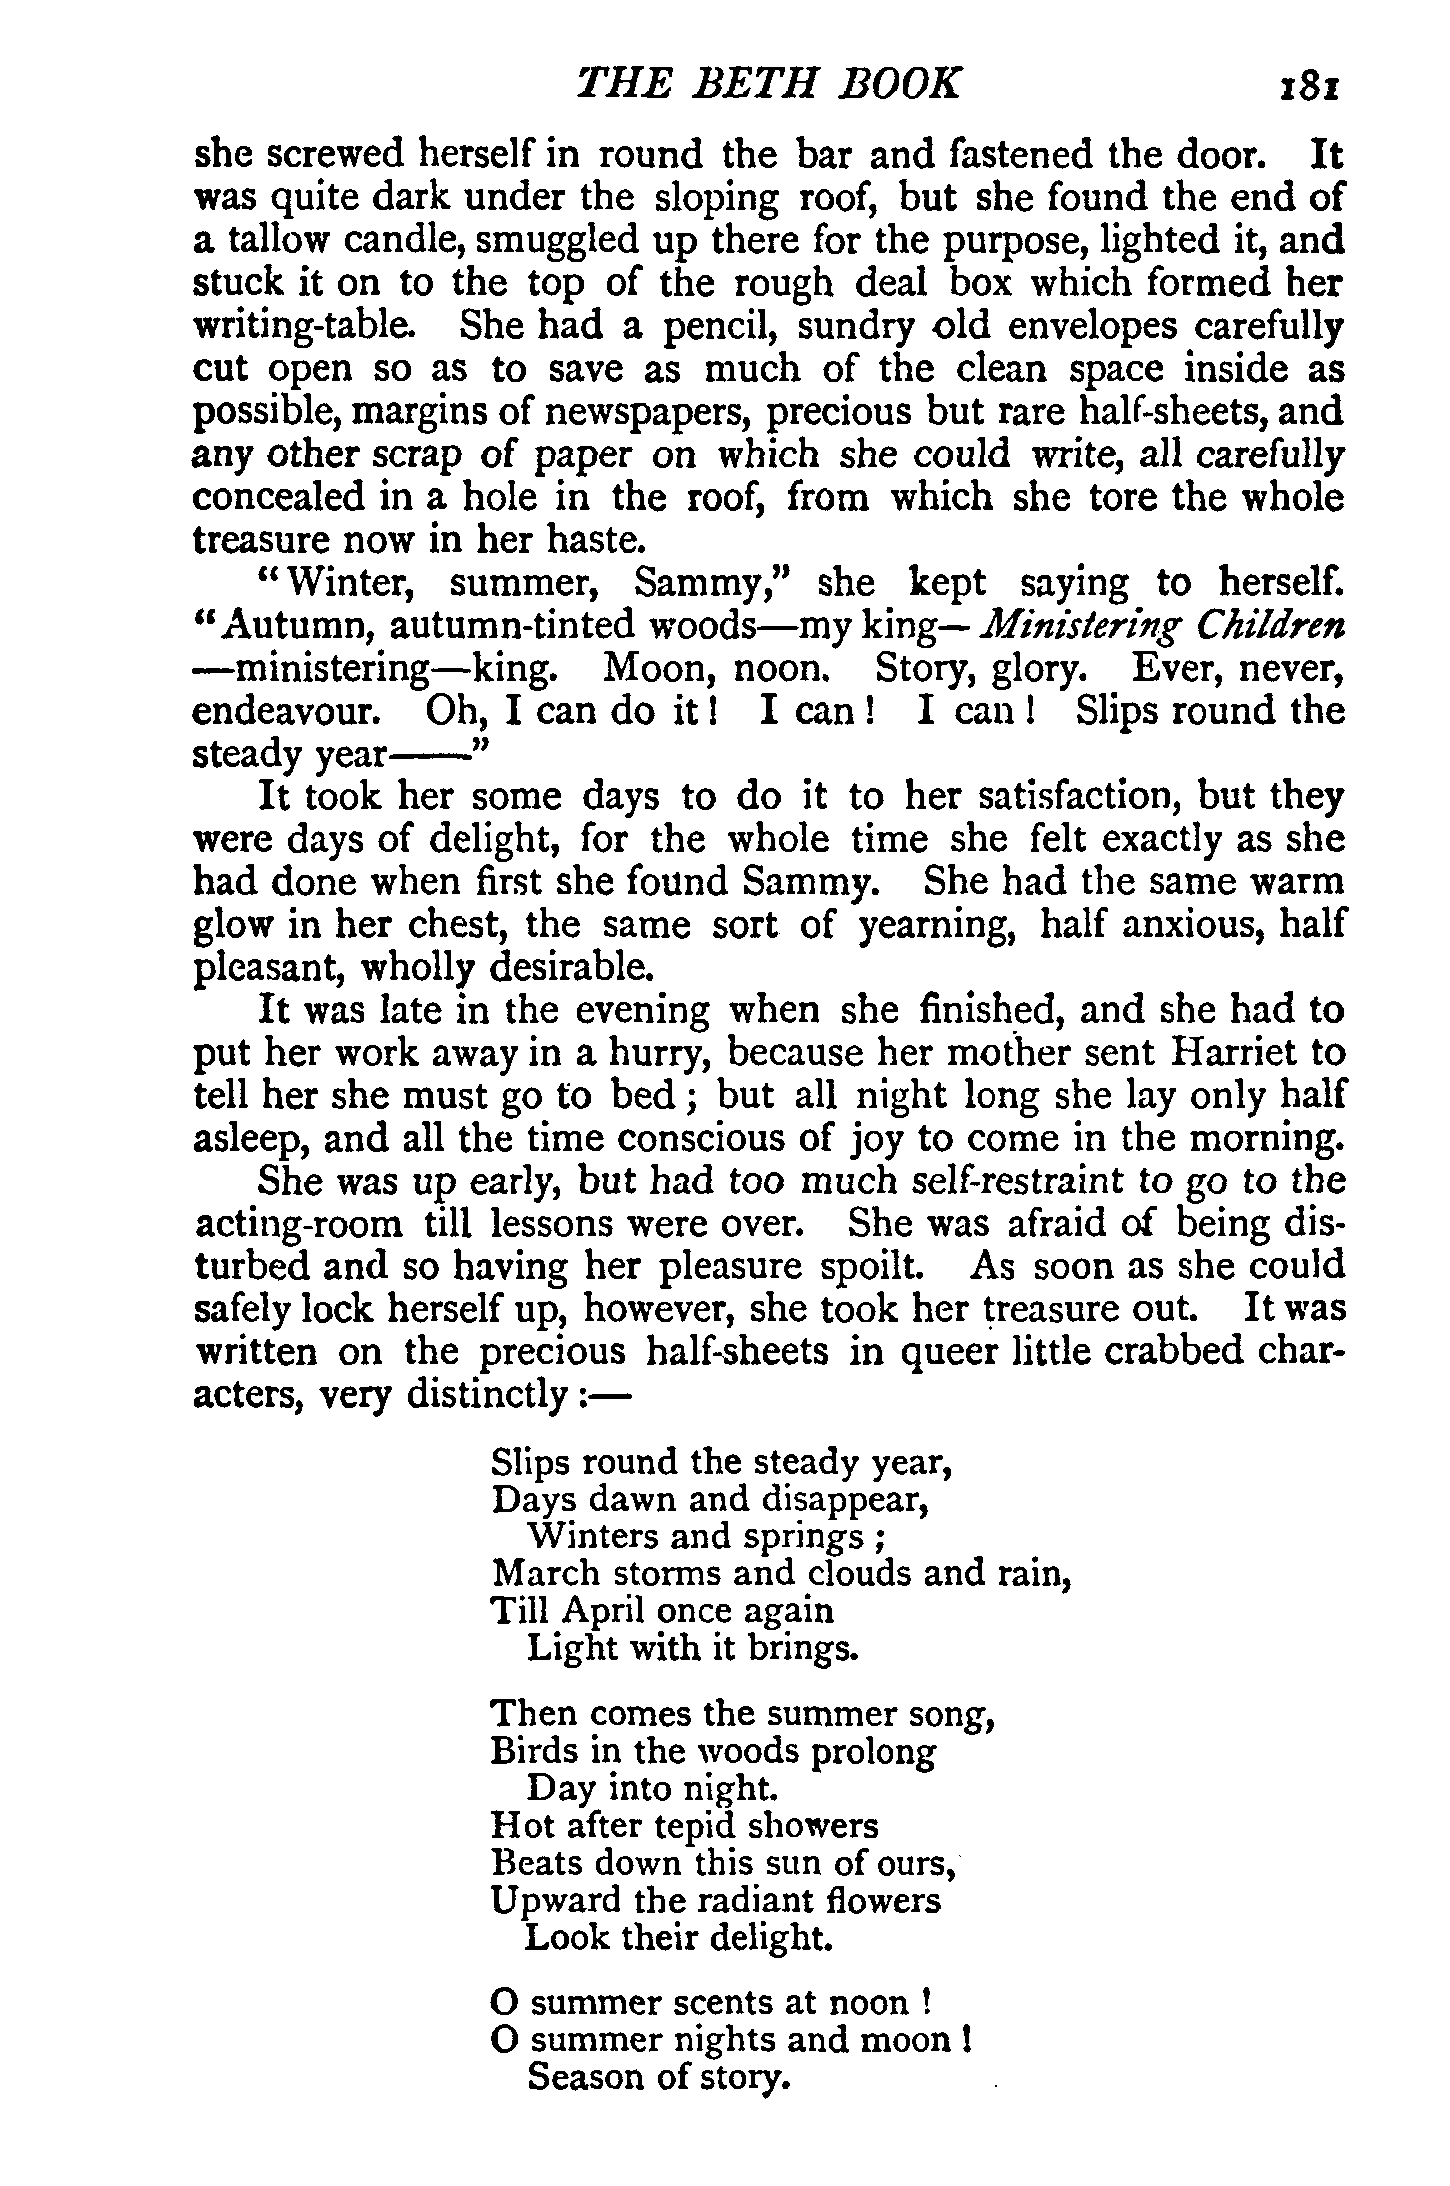 THE BETH BOOK 181
she screwed herself in round the bar and fastened the door. It
was quite dark under the sloping roof, but she found the end of
a tallow candle, smuggled up there for the purpose, lighted it, and
stuck it on to the top of the rough deal box which formed her
writing-table. She had a pencil, sundry old envelopes carefully
cut open so as to save as much of the clean space inside as
possible, margins of newspapers, precious but rare half-sheets, and
any other scrap of paper on which she could write, all carefully
concealed in a hole in the roof, from which she tore the whole
treasure now in her haste.
“Winter, summer, Sammy,” she kept saying to herself.
“Autumn, autumn-tinted woods—my king—Ministering Children
—ministering—king. Moon, noon. Story, glory. Ever, never,
endeavour. Oh, I can do it! I can! I can! Slips round the
steady year——”
It took her some days to do it to her satisfaction, but they
were days of delight, for the whole time she felt exactly as she
had done when first she found Sammy. She had the same warm
glow in her chest, the same sort of yearning, half anxious, half
pleasant, wholly desirable.
It was late in the evening when she finished, and she had to
put her work away in a hurry, because her mother sent Harriet to
tell her she must go to bed; but all night long she lay only half
asleep, and all the time conscious of joy to come in the morning.
She was up early, but had too much self-restraint to go to the
acting-room till lessons were over. She was afraid of being dis-
turbed and so having her pleasure spoilt. As soon as she could
safely lock herself up, however, she took her treasure out. It was
written on the precious half-sheets in queer little crabbed char-
acters, very distinctly:—
Slips round the steady year,
Days dawn and disappear,
Winters and springs;
March storms and clouds and rain,
Till April once again
Light with it brings.
Then comes the summer song,
Birds in the woods prolong
Day into night.
Hot after tepid showers
Beats down this sun of ours,
Upward the radiant flowers
Look their delight.
O summer scents at noon!
O summer nights and moon!
Season of story.